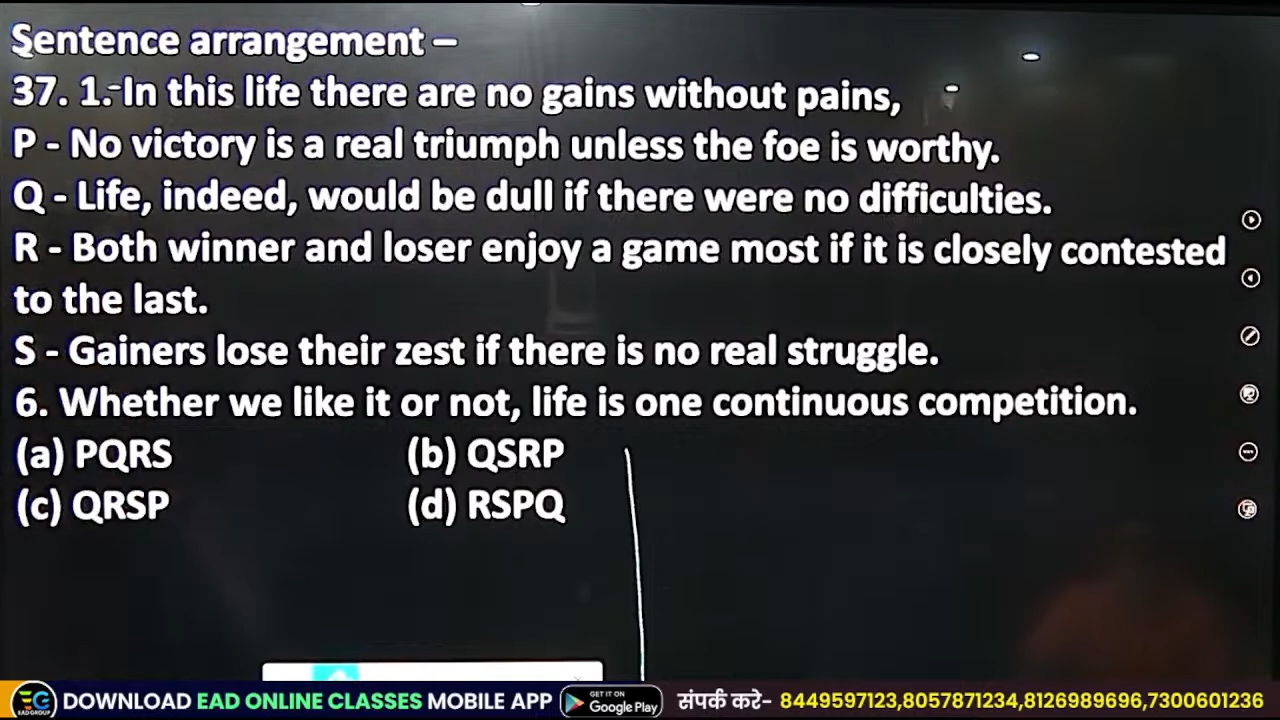 Sentence arrangement –
37. 1.-In this life there are no gains without pains,
P - No victory is a real triumph unless the foe is worthy.
Q - Life, indeed, would be dull if there were no difficulties.
R - Both winner and loser enjoy a game most if it is closely contested
to the last.
S - Gainers lose their zest if there is no real struggle.
6. Whether we like it or not, life is one continuous competition.
(a) PQRS (b) QSRP
(c) QRSP (d) RSPQ
EG EAD GROUP DOWNLOAD EAD ONLINE CLASSES MOBILE APP GET IT ON Google Play संपर्क करे- 8449597123,8057871234,8126989696,7300601236